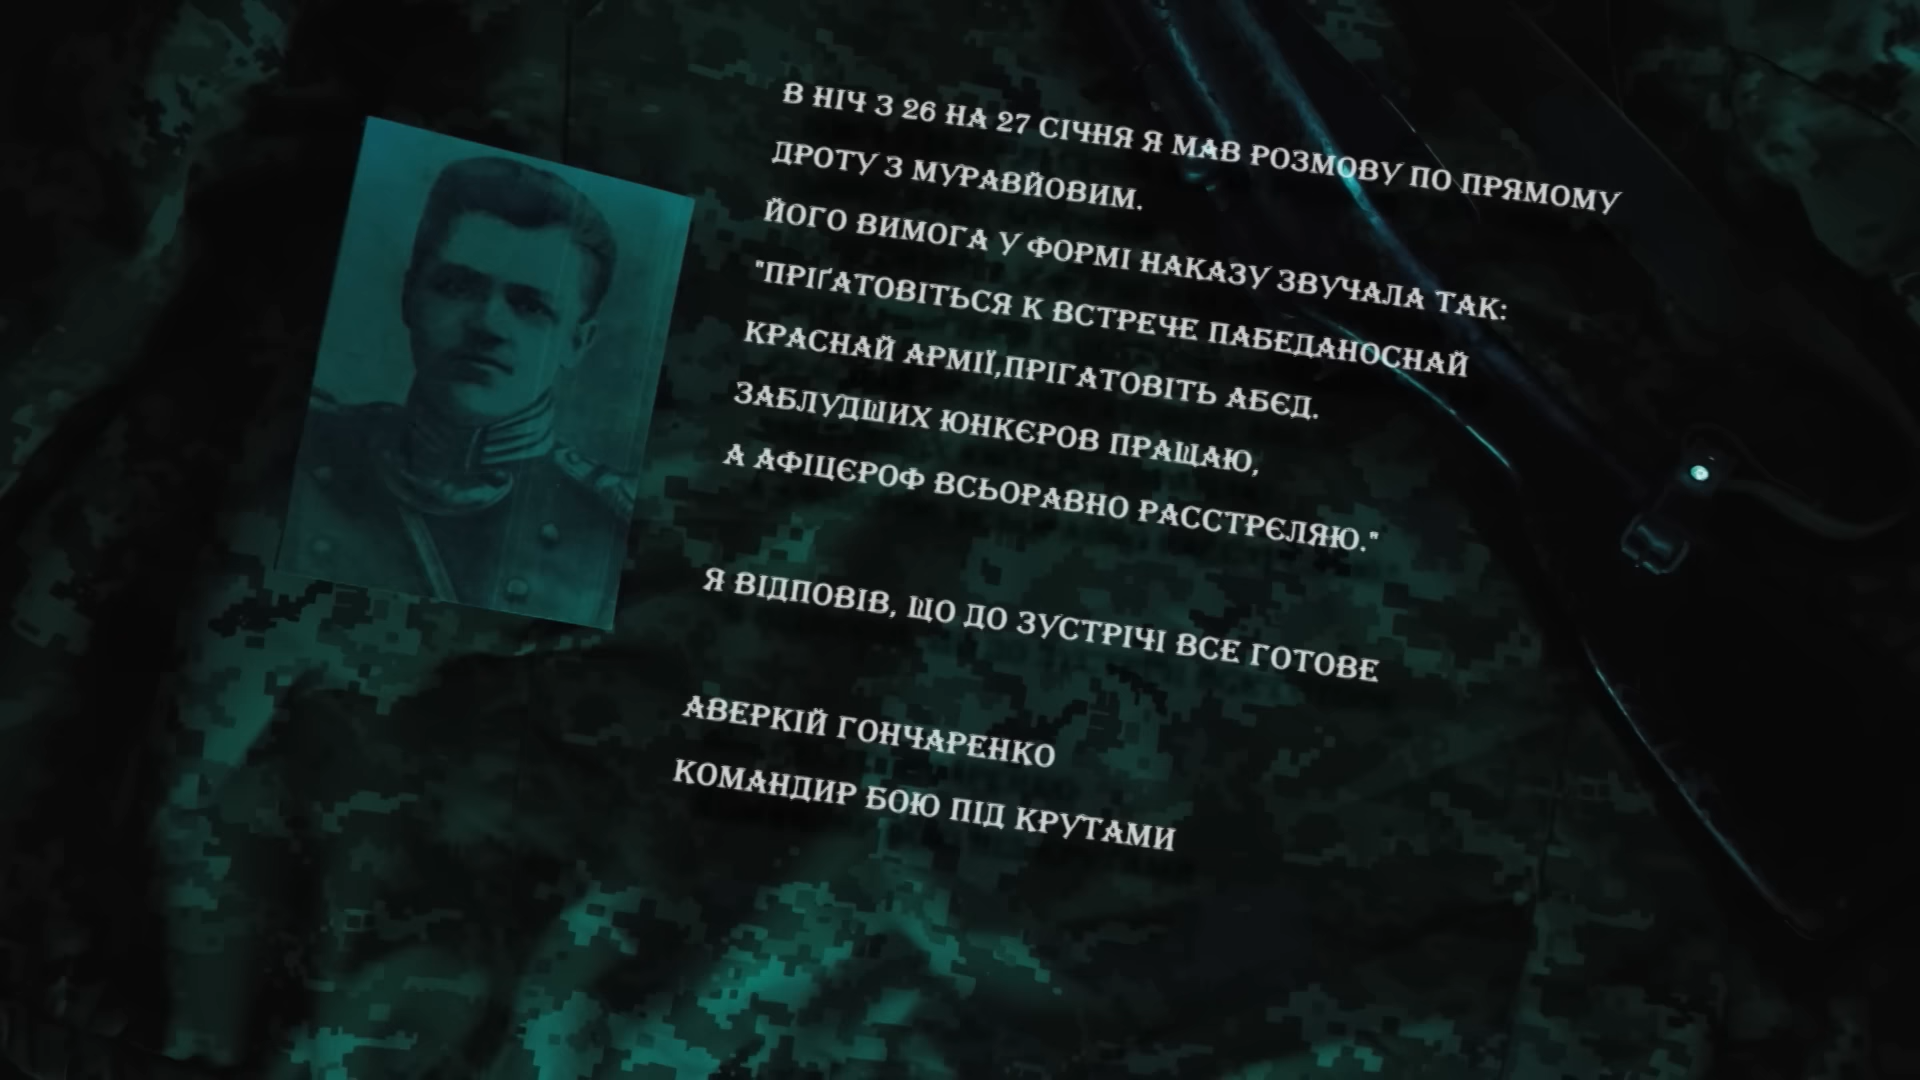 В НІЧ З 26 НА 27 СІЧНЯ Я МАВ РОЗМОВУ ПО ПРЯМОМУ
ДРОТУ З МУРАВЙОВИМ.
ЙОГО ВИМОГА У ФОРМІ НАКАЗУ ЗВУЧАЛА ТАК:
"ПРІҐАТОВІТЬСЯ К ВСТРЕЧЕ ПАБЕДАНОСНАЙ
КРАСНАЙ АРМІЇ,ПРІГАТОВІТЬ АБЄД.
ЗАБЛУДШИХ ЮНКЄРОВ ПРАЩАЮ,
А АФІЦЄРОФ ВСЬОРАВНО РАССТРЄЛЯЮ."
Я ВІДПОВІВ, ЩО ДО ЗУСТРІЧІ ВСЕ ГОТОВЕ
АВЕРКІЙ ГОНЧАРЕНКО
КОМАНДИР БОЮ ПІД КРУТАМИ